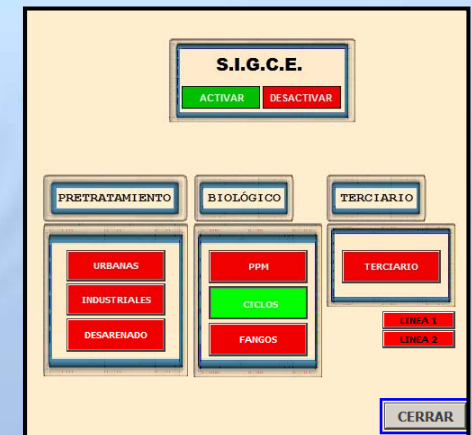 S.I.G.C.E.
ACTIVAR DESACTIVAR
PRETRATAMIENTO BIOLÓGICO TERCIARIO
URBANAS PPM TERCIARIO
INDUSTRIALES CICLOS
DESARENADO FANGOS
LINEA 1
LINEA 2
CERRAR